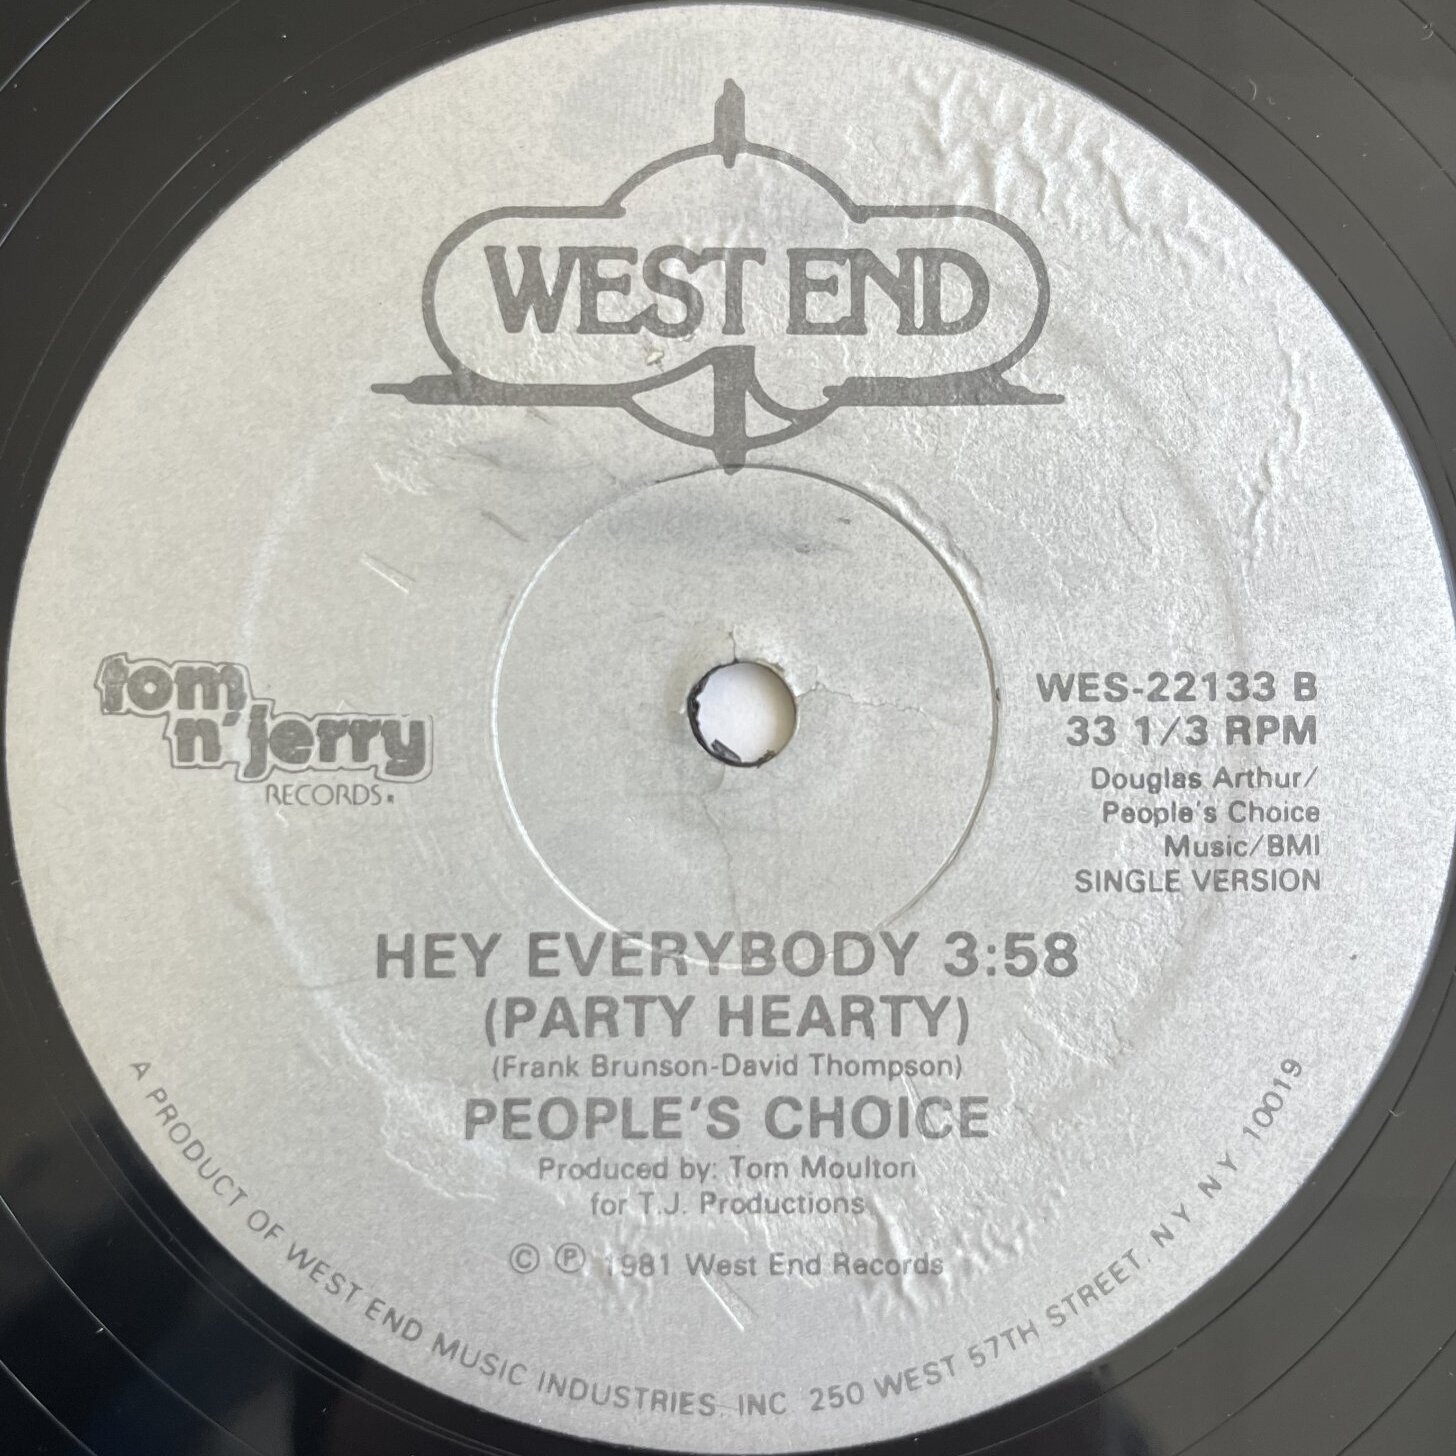 WEST END
tom
n' jerry
RECORDS.
WES-22133 B
33 1/3 RPM
Douglas Arthur/
People's Choice
Music/BMI
SINGLE VERSION
HEY EVERYBODY 3:58
(PARTY HEARTY)
(Frank Brunson-David Thompson)
PEOPLE'S CHOICE
Produced by: Tom Moulton
for T.J. Productions
© ℗ 1981 West End Records
A PRODUCT OF WEST END MUSIC INDUSTRIES, INC 250 WEST 57TH STREET, NY NY 10019